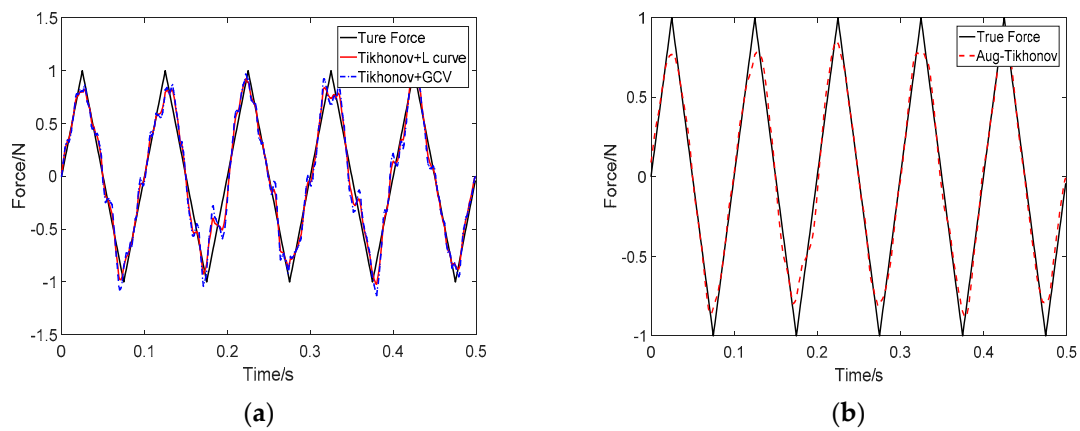 1.5
1
0.5
0
-0.5
-1
-1.5
Force/N
0
0.1
0.2
0.3
0.4
0.5
Time/s
Ture Force
Tikhonov+L curve
Tikhonov+GCV
(a)
1
0.5
0
-0.5
-1
Force/N
0
0.1
0.2
0.3
0.4
0.5
Time/s
True Force
Aug-Tikhonov
(b)